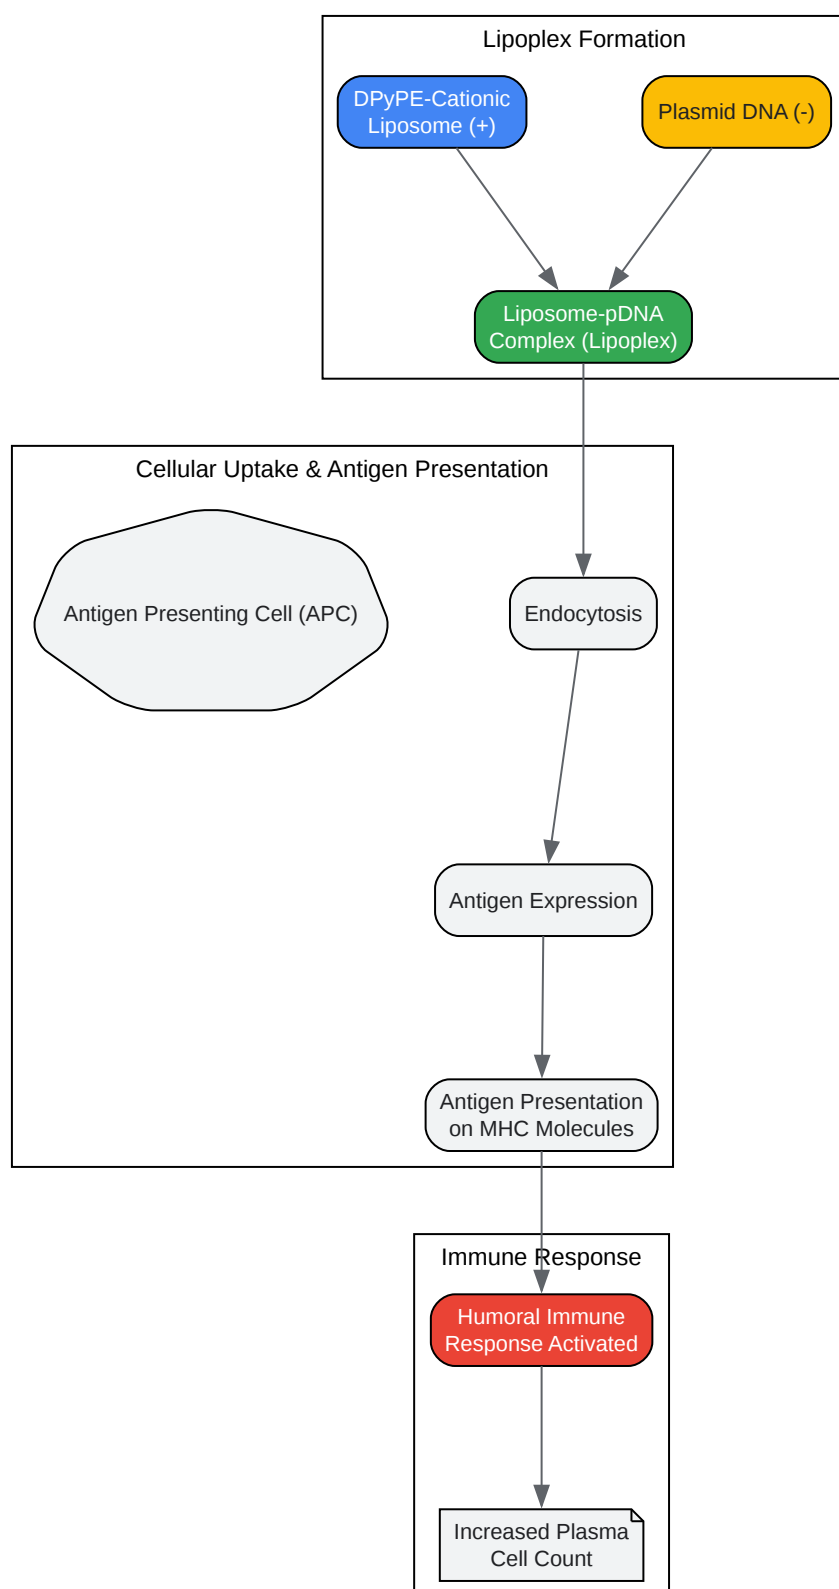 Lipoplex Formation
DPyPE-Cationic
Liposome (+)
Plasmid DNA (-)
Liposome-pDNA
Complex (Lipoplex)
Cellular Uptake & Antigen Presentation
Antigen Presenting Cell (APC)
Endocytosis
Antigen Expression
Antigen Presentation
on MHC Molecules
Immune Response
Humoral Immune
Response Activated
Increased Plasma
Cell Count